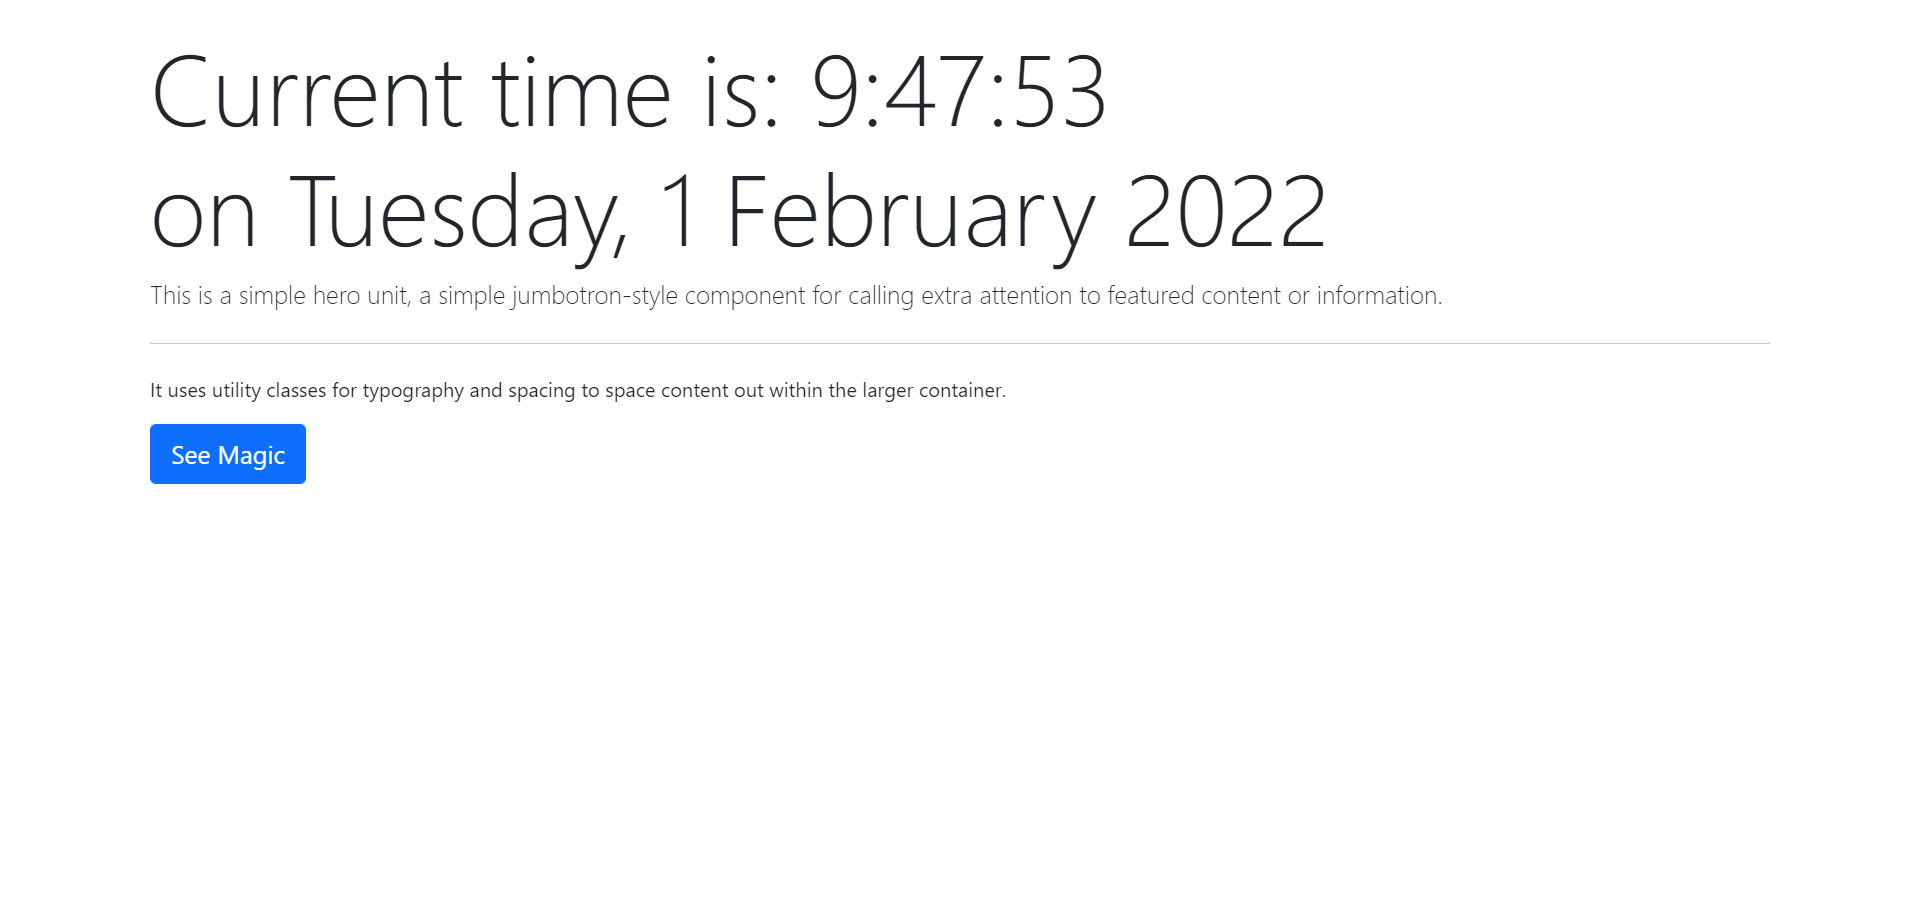 Current time is: 9:47:53
on Tuesday, 1 February 2022
This is a simple hero unit, a simple jumbotron-style component for calling extra attention to featured content or information.
It uses utility classes for typography and spacing to space content out within the larger container.
See Magic